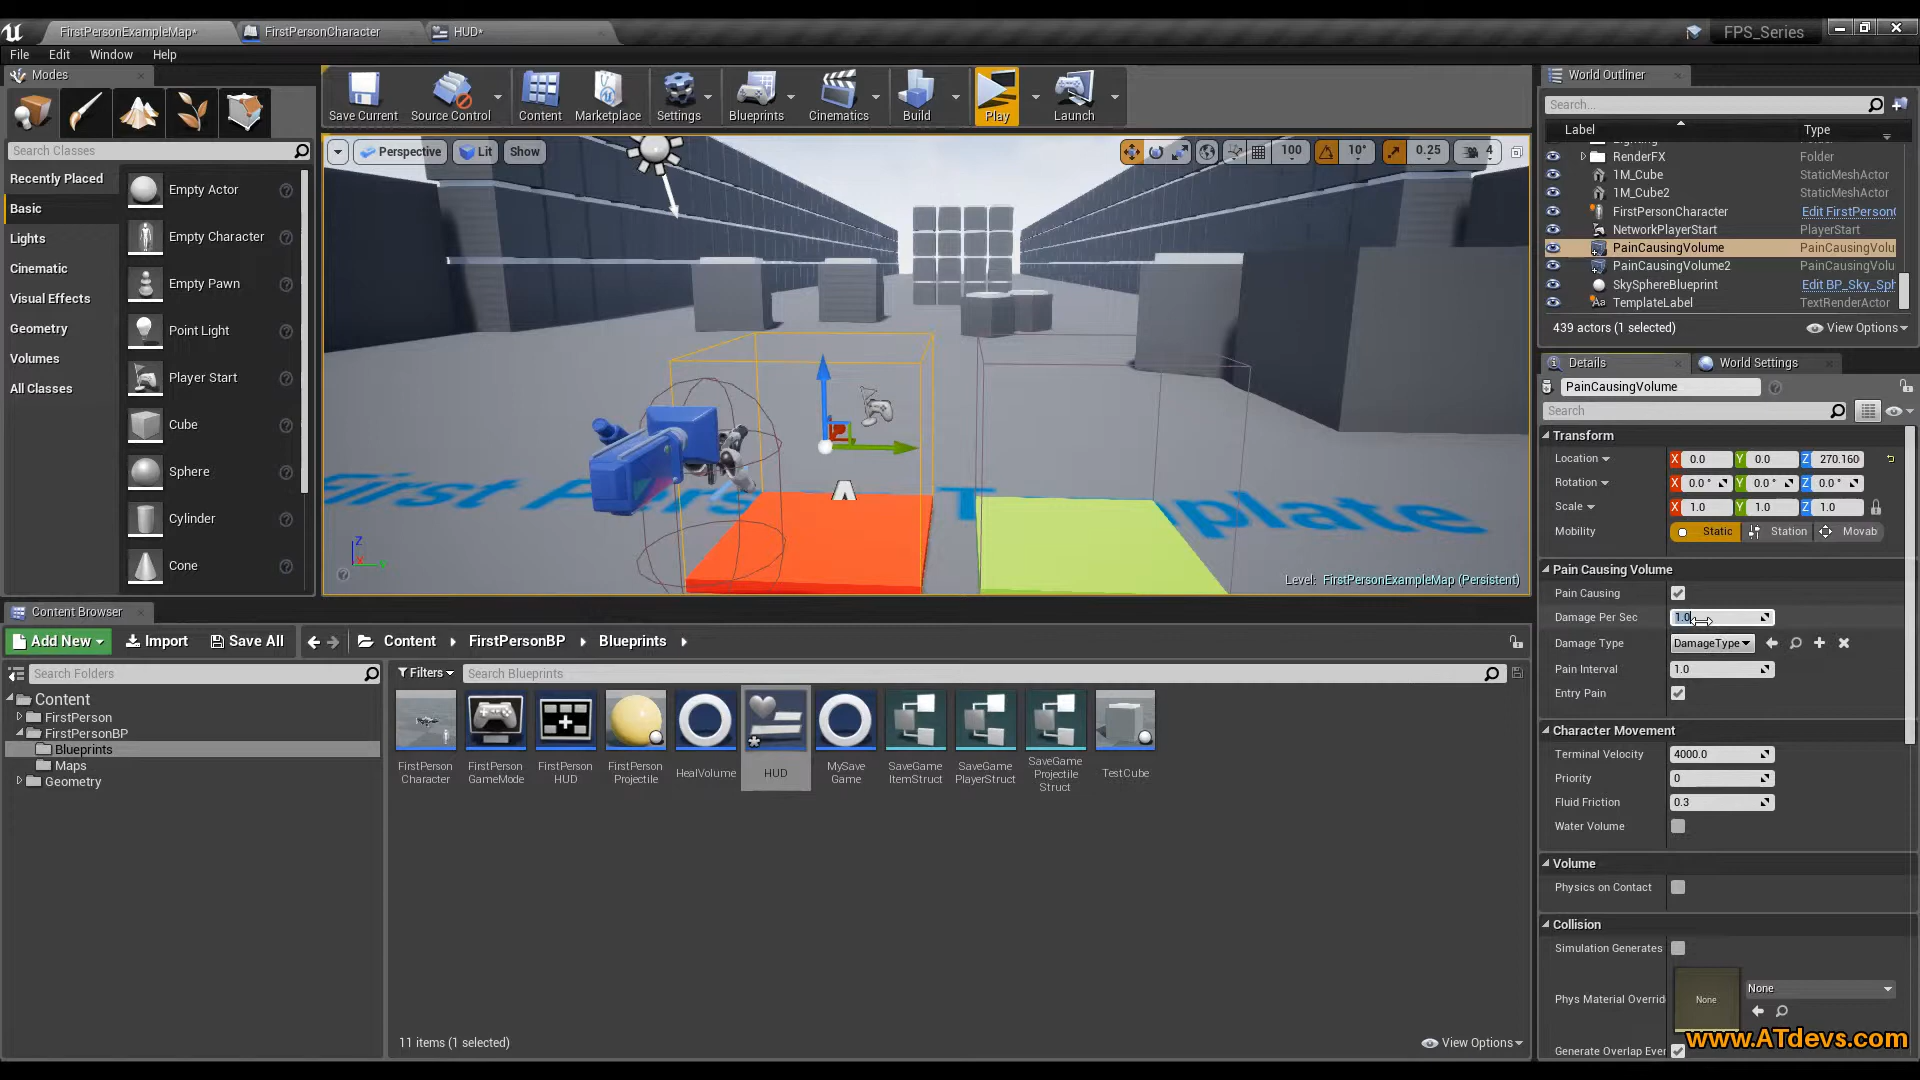 FirstPersonExampleMap*
FirstPersonCharacter
HUD*
FPS_Series
File Edit Window Help
Modes
Search Classes
Recently Placed
Basic
Lights
Cinematic
Visual Effects
Geometry
Volumes
All Classes
Empty Actor
Empty Character
Empty Pawn
Point Light
Player Start
Cube
Sphere
Cylinder
Cone
Save Current
Source Control
Content
Marketplace
Settings
Blueprints
Cinematics
Build
Play
Launch
Perspective
Lit
Show
100
10°
0.25
4
Z
Level: FirstPersonExampleMap (Persistent)
World Outliner
Search...
Label Type
RenderFX Folder
1M_Cube StaticMeshActor
1M_Cube2 StaticMeshActor
FirstPersonCharacter Edit FirstPerson
NetworkPlayerStart PlayerStart
PainCausingVolume PainCausingVolu
PainCausingVolume2 PainCausingVolu
SkySphereBlueprint Edit BP_Sky_Sph
TemplateLabel TextRenderActor
439 actors (1 selected)
View Options
Details
World Settings
PainCausingVolume
Search
Transform
Location X 0.0 Y 0.0 Z 270.160
Rotation X 0.0 ° Y 0.0 ° Z 0.0 °
Scale X 1.0 Y 1.0 Z 1.0
Mobility Static Station Movab
Pain Causing Volume
Pain Causing
Damage Per Sec 1.0
Damage Type DamageType
Pain Interval 1.0
Entry Pain
Character Movement
Terminal Velocity 4000.0
Priority 0
Fluid Friction 0.3
Water Volume
Volume
Physics on Contact
Collision
Simulation Generates
Phys Material Overrid None None
Generate Overlap Ever
www.ATdevs.com
Content Browser
Add New
Import
Save All
Content
FirstPersonBP
Blueprints
Search Folders
Filters
Search Blueprints
Content
FirstPerson
FirstPersonBP
Blueprints
Maps
Geometry
FirstPerson
Character
FirstPerson
GameMode
FirstPerson
HUD
FirstPerson
Projectile
HealVolume
HUD
MySave
Game
SaveGame
ItemStruct
SaveGame
PlayerStruct
SaveGame
Projectile
Struct
TestCube
11 items (1 selected)
View Options